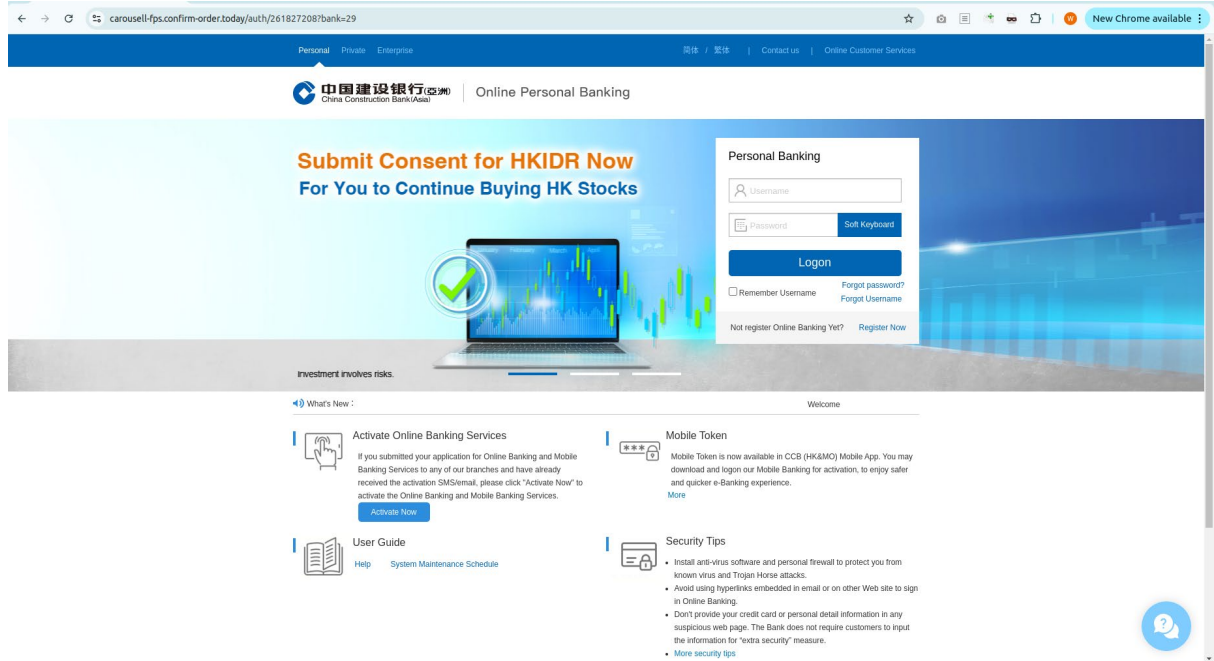 carousell-fps.confirm-order.today/auth/261827208?bank=29
W
New Chrome available
Personal Private Enterprise
简体 / 繁体 | Contact us | Online Customer Services
中国建设银行(亞洲)
China Construction Bank(Asia)
Online Personal Banking
Submit Consent for HKIDR Now
For You to Continue Buying HK Stocks
February February March April
Investment involves risks.
Personal Banking
Username
Password
Soft Keyboard
Logon
Remember Username
Forgot password?
Forgot Username
Not register Online Banking Yet? Register Now
What's New :
Welcome
Activate Online Banking Services
If you submitted your application for Online Banking and Mobile
Banking Services to any of our branches and have already
received the activation SMS/email, please click "Activate Now" to
activate the Online Banking and Mobile Banking Services.
Activate Now
Mobile Token
Mobile Token is now available in CCB (HK&MO) Mobile App. You may
download and logon our Mobile Banking for activation, to enjoy safer
and quicker e-Banking experience.
More
User Guide
Help System Maintenance Schedule
Security Tips
• Install anti-virus software and personal firewall to protect you from
known virus and Trojan Horse attacks.
• Avoid using hyperlinks embedded in email or on other Web site to sign
in Online Banking.
• Don't provide your credit card or personal detail information in any
suspicious web page. The Bank does not require customers to input
the information for "extra security" measure.
• More security tips